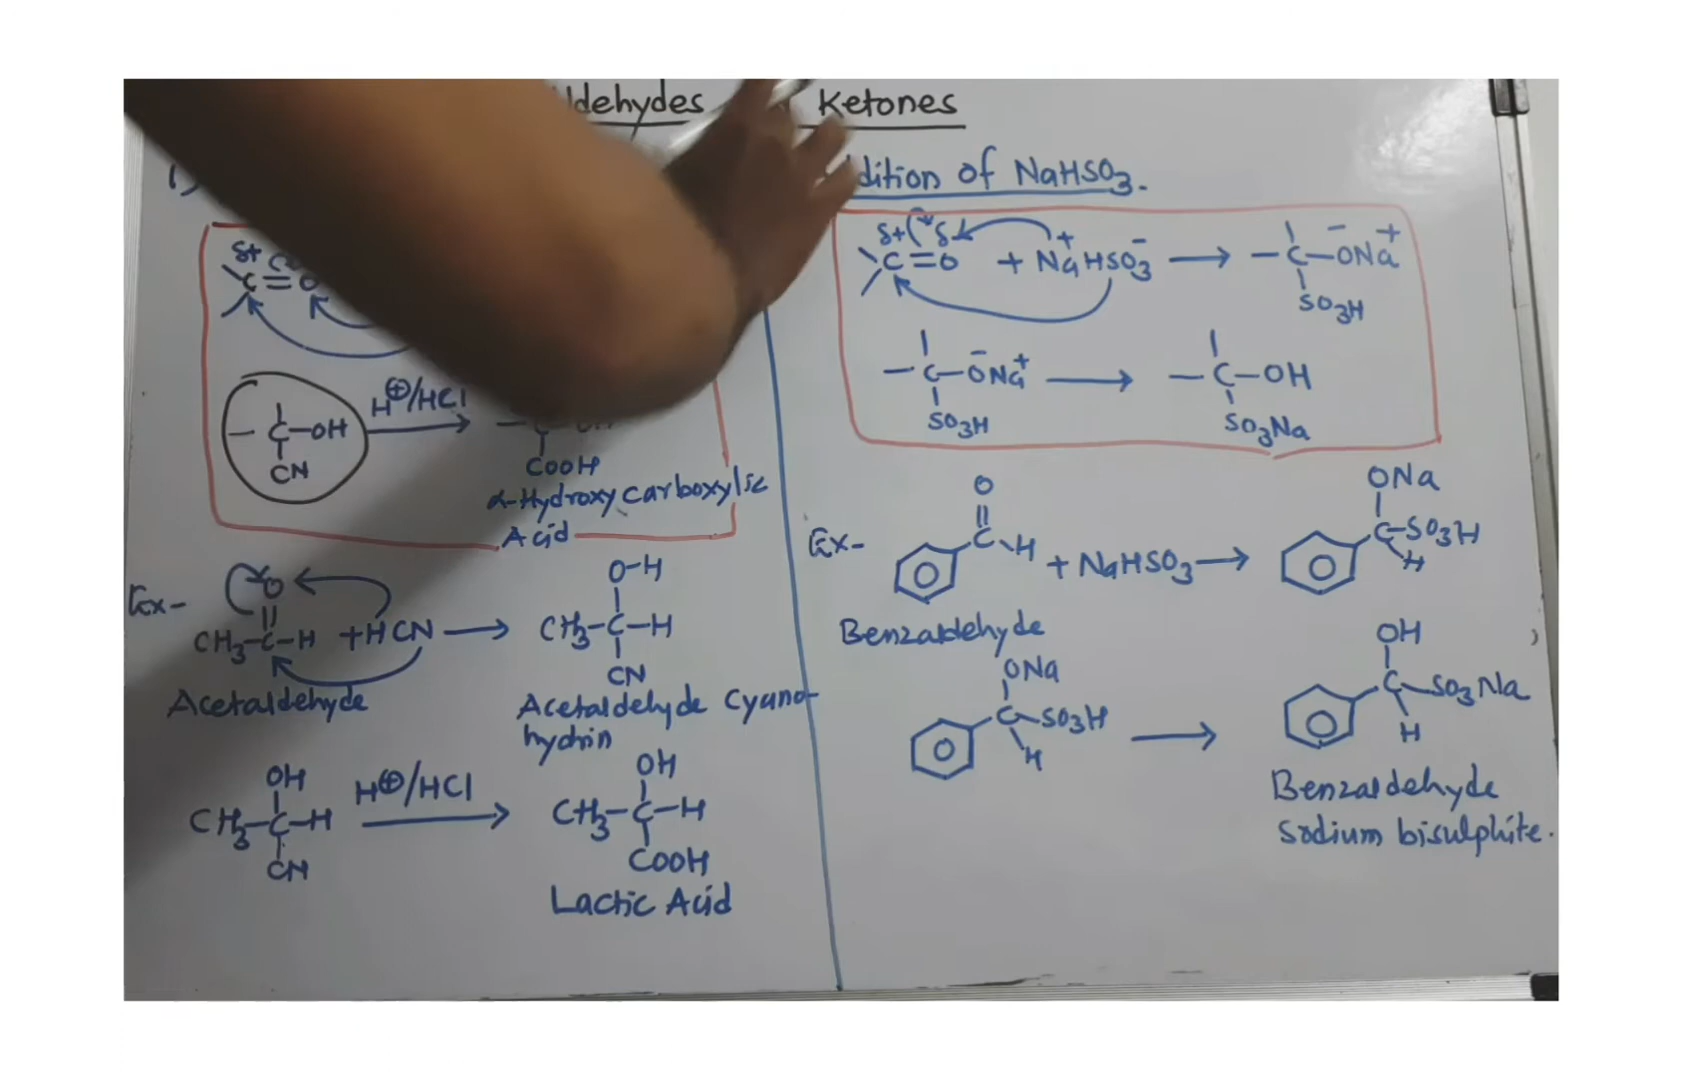 Ketones
of NaHSO3.
1)
δ+
C=O
-C-OH H⊕/HCl
CN COOH
α-Hydroxy carboxylic
Acid
Ex- O O-H
CH3-C-H + HCN → CH3-C-H
CN
Acetaldehyde Acetaldehyde Cyano-
hydrin
OH H⊕/HCl OH
CH3-C-H → CH3-C-H
CN COOH
Lactic Acid
δ+ δ- + - - +
C=O + NaHSO3 → -C-ONa
SO3H
- +
-C-ONa → -C-OH
SO3H SO3Na
O ONa
Ex- C-H + NaHSO3 → C-SO3H
H
Benzaldehyde
ONa OH
C-SO3H → C-SO3Na
H H
Benzaldehyde
Sodium bisulphite.